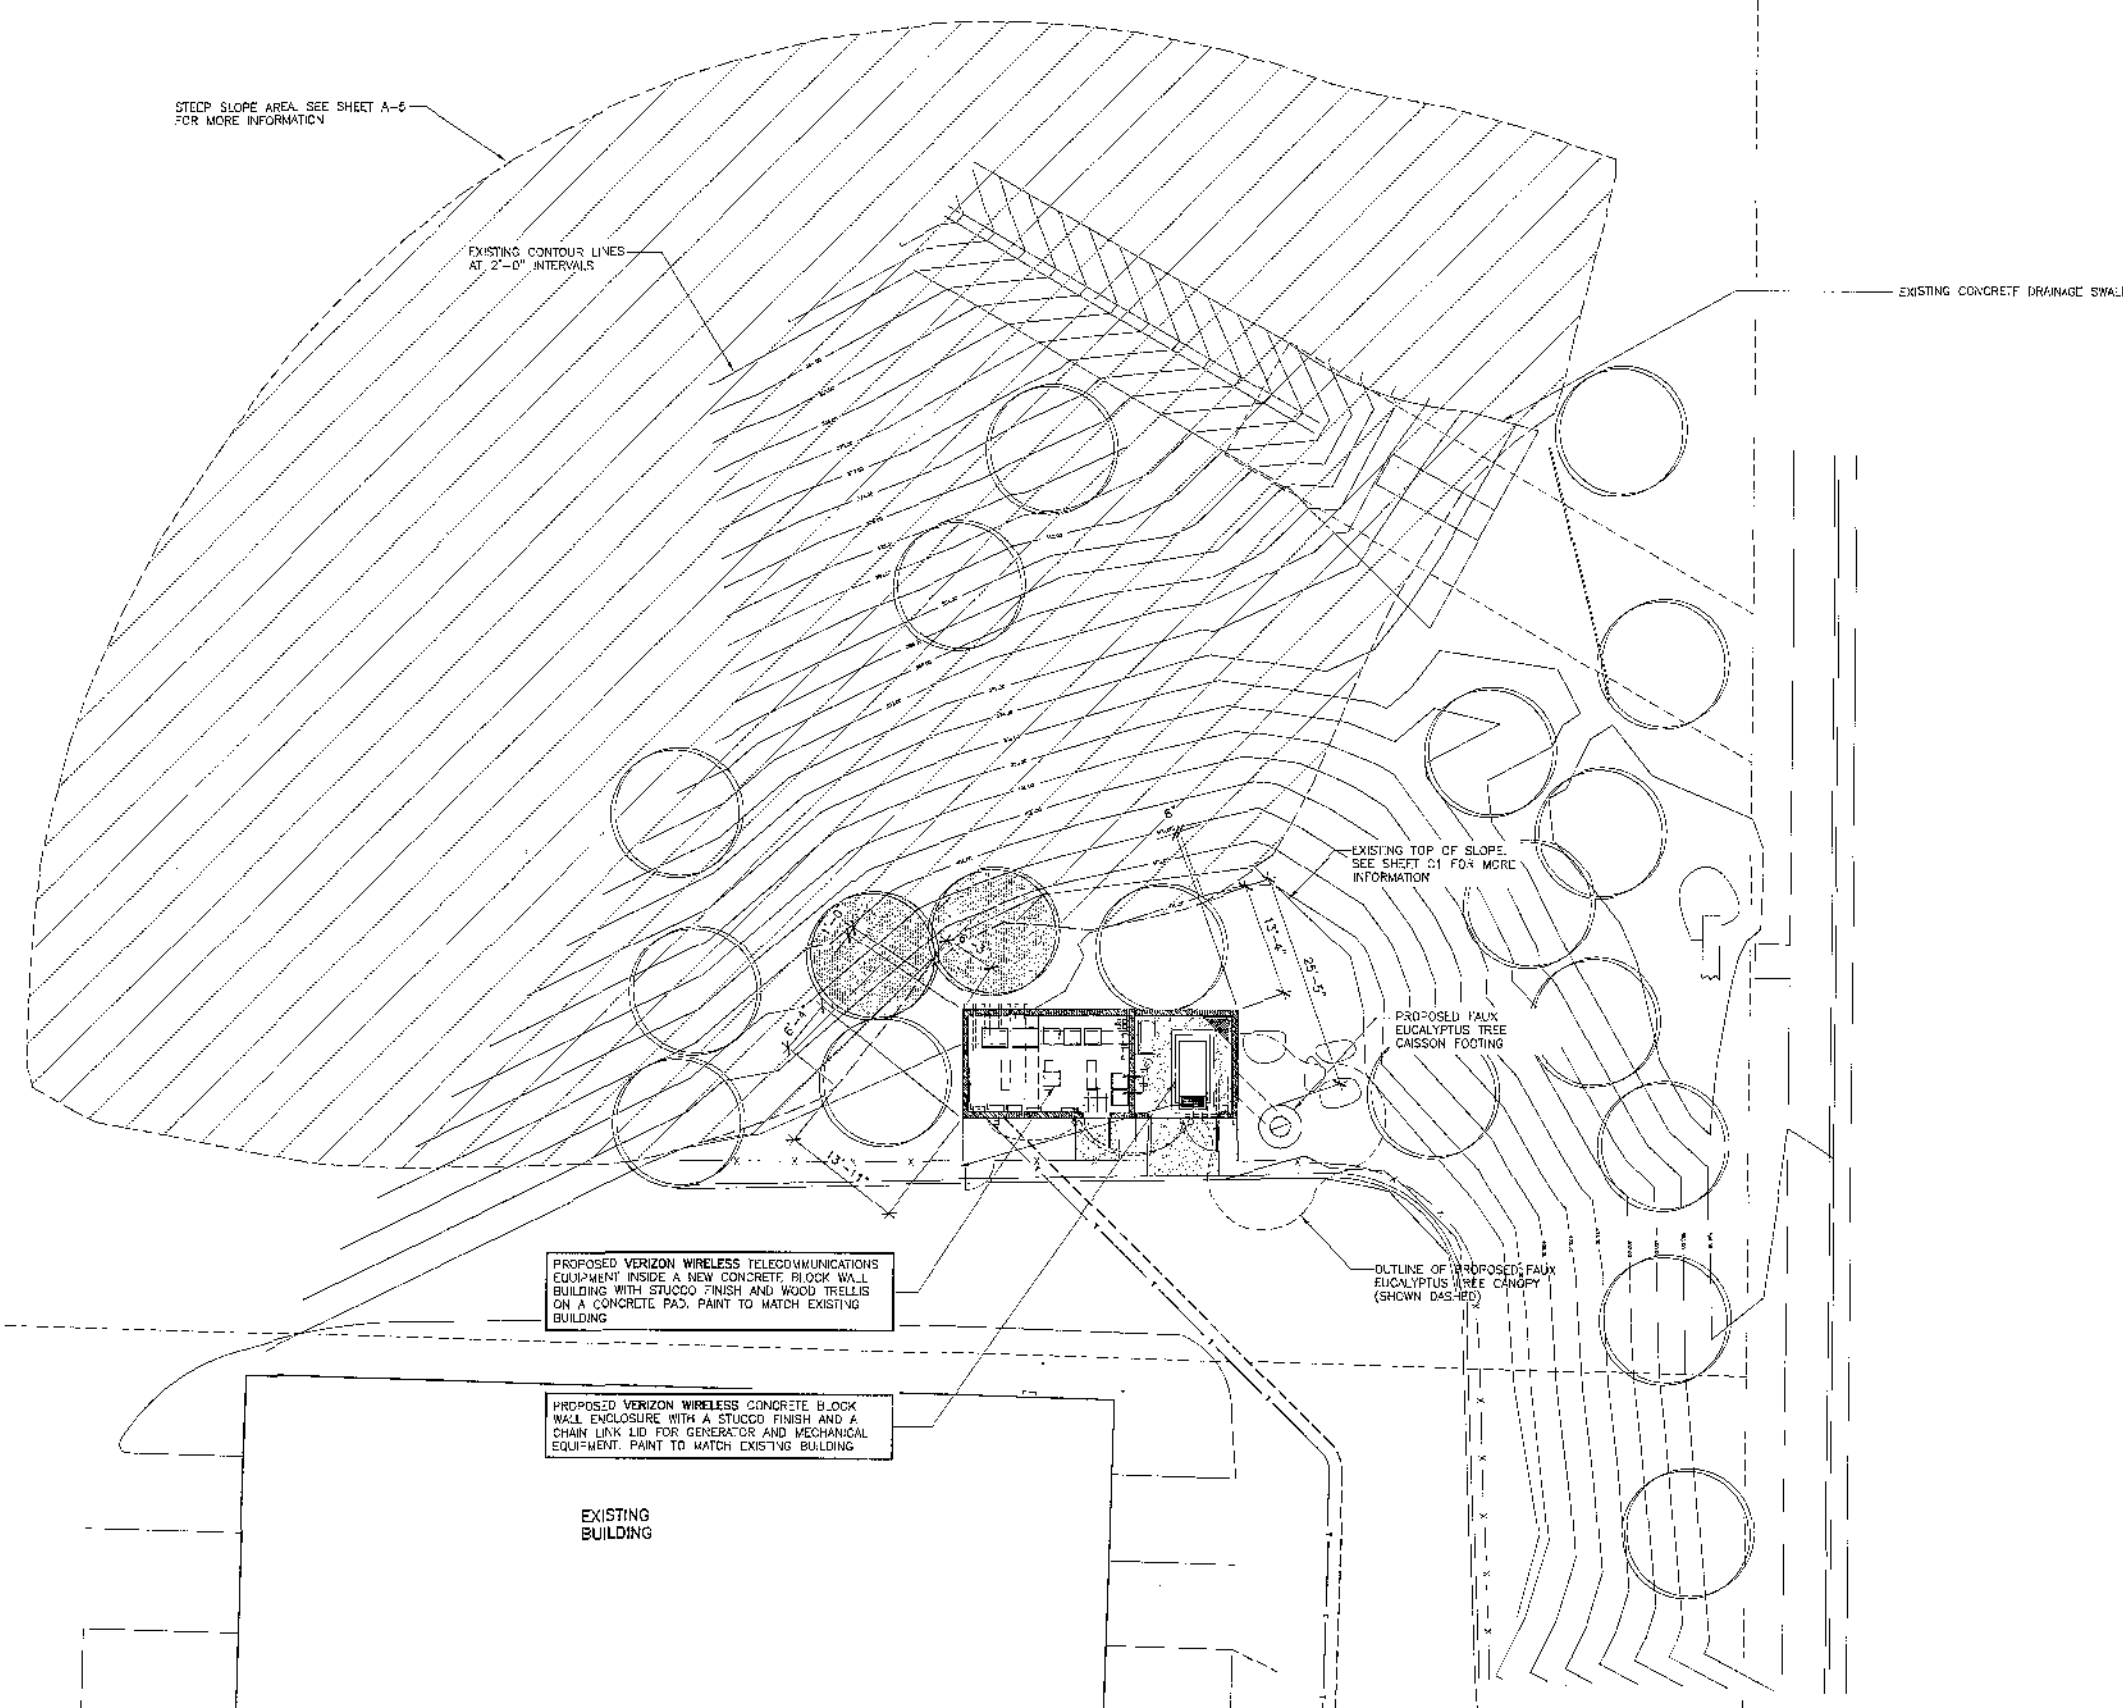 STEEP SLOPE AREA. SEE SHEET A-5
FOR MORE INFORMATION
EXISTING CONTOUR LINES
AT 2'-0" INTERVALS
EXISTING CONCRETE DRAINAGE SWALE
EXISTING TOP OF SLOPE.
SEE SHEET C1 FOR MORE
INFORMATION
8"
13'-4"
25'-5"
6'-4"
13'-11"
PROPOSED FAUX
EUCALYPTUS TREE
CAISSON FOOTING
PROPOSED VERIZON WIRELESS TELECOMMUNICATIONS
EQUIPMENT INSIDE A NEW CONCRETE BLOCK WALL
BUILDING WITH STUCCO FINISH AND WOOD TRELLIS
ON A CONCRETE PAD. PAINT TO MATCH EXISTING
BUILDING
OUTLINE OF PROPOSED FAUX
EUCALYPTUS TREE CANOPY
(SHOWN DASHED)
PROPOSED VERIZON WIRELESS CONCRETE BLOCK
WALL ENCLOSURE WITH A STUCCO FINISH AND A
CHAIN LINK LID FOR GENERATOR AND MECHANICAL
EQUIPMENT. PAINT TO MATCH EXISTING BUILDING
EXISTING
BUILDING